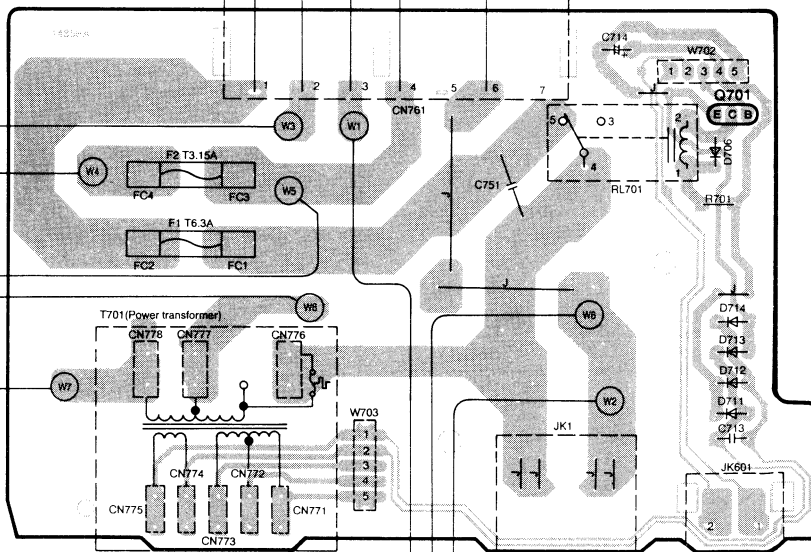 C714
W702
1 2 3 4 5
Q701
E C B
1 2 3 4 5 6 7
CN761
W3
W1
5 3 2
D706
F2 T3.15A
W4
FC4 FC3
W5
C751
4 1
RL701
R701
F1 T6.3A
FC2 FC1
J
J
J
J
W6
T701(Power transformer)
CN778 CN777 CN776
W8
D714
D713
D712
D711
C713
W7
W2
W703
1
2
3
4
5
JK1
JK601
CN774 CN772
CN775 CN771
CN773
2 1